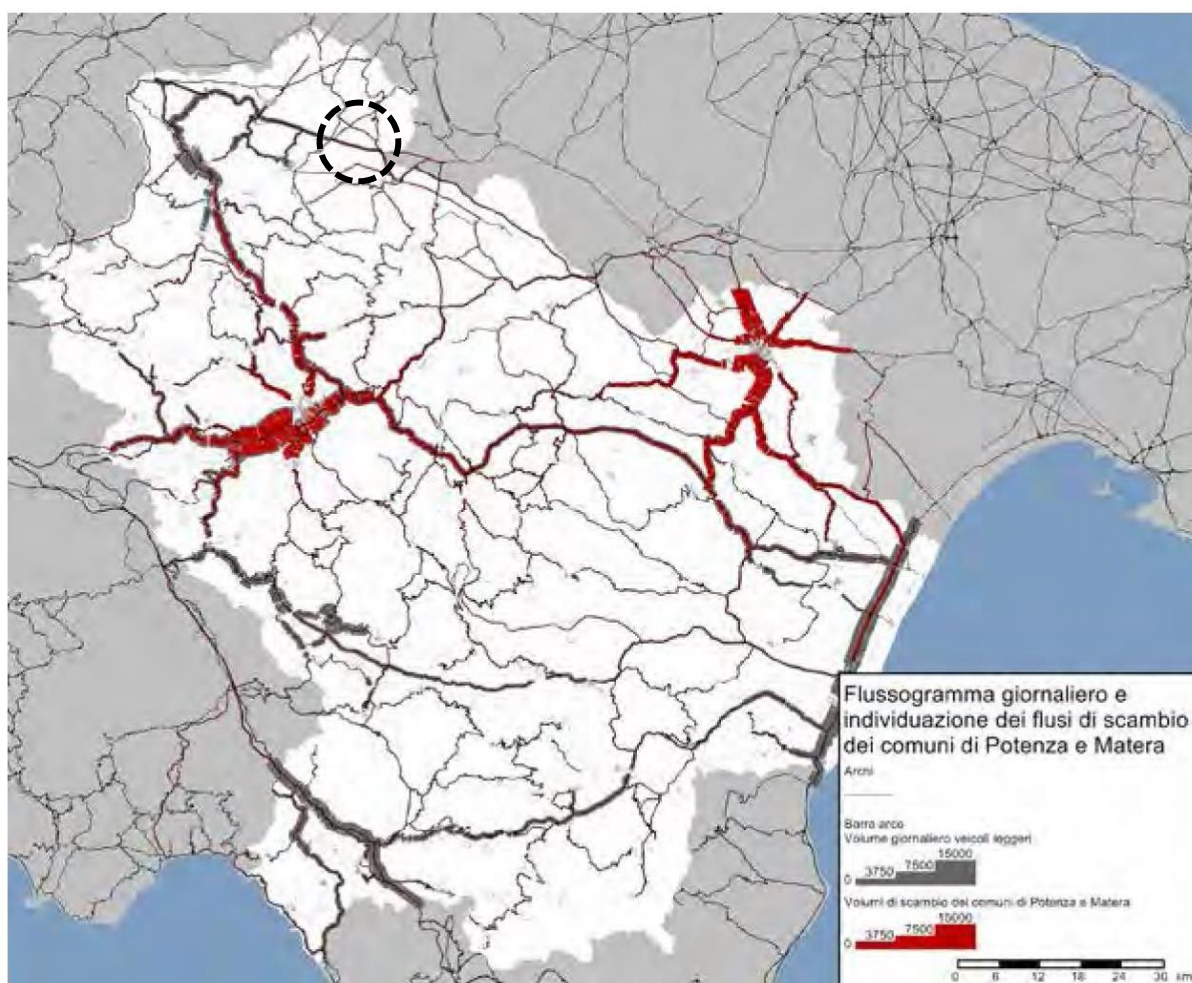 Flussogramma giornaliero e
individuazione dei flusi di scambio
dei comuni di Potenza e Matera
Archi
Barra arco
Volume giornaliero veicoli leggeri
0 3750 7500 15000
Volumi di scambio dei comuni di Potenza e Matera
0 3750 7500 15000
0 6 12 18 24 30 km